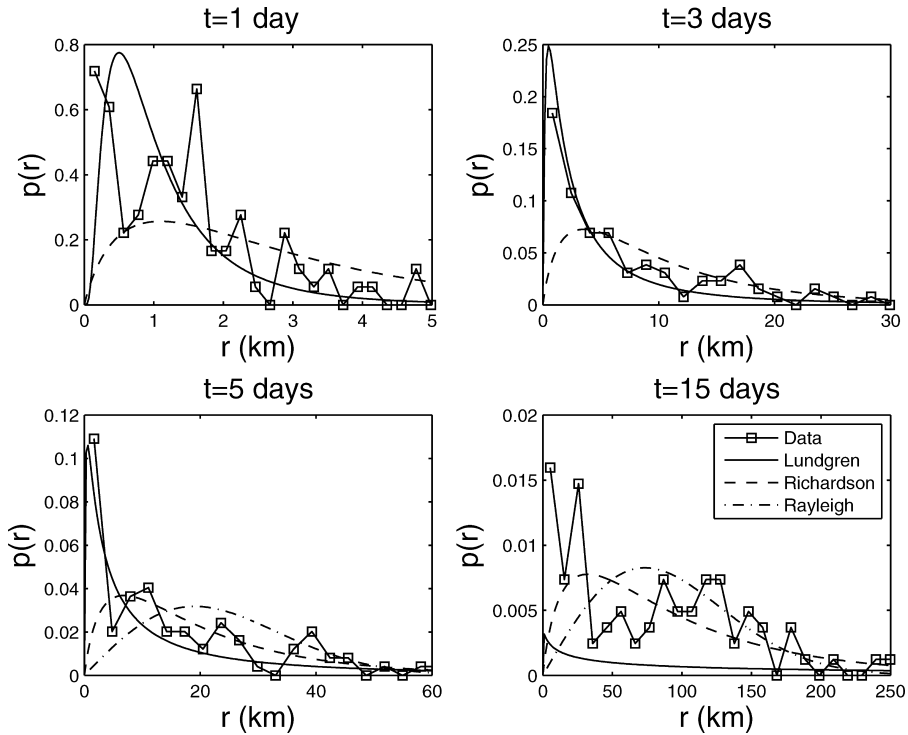 t=1 day
p(r)
0.8
0.6
0.4
0.2
0
0 1 2 3 4 5
r (km)
t=3 days
p(r)
0.25
0.2
0.15
0.1
0.05
0
0 10 20 30
r (km)
t=5 days
p(r)
0.12
0.1
0.08
0.06
0.04
0.02
0
0 20 40 60
r (km)
t=15 days
p(r)
0.02
0.015
0.01
0.005
0
0 50 100 150 200 250
r (km)
Data
Lundgren
Richardson
Rayleigh